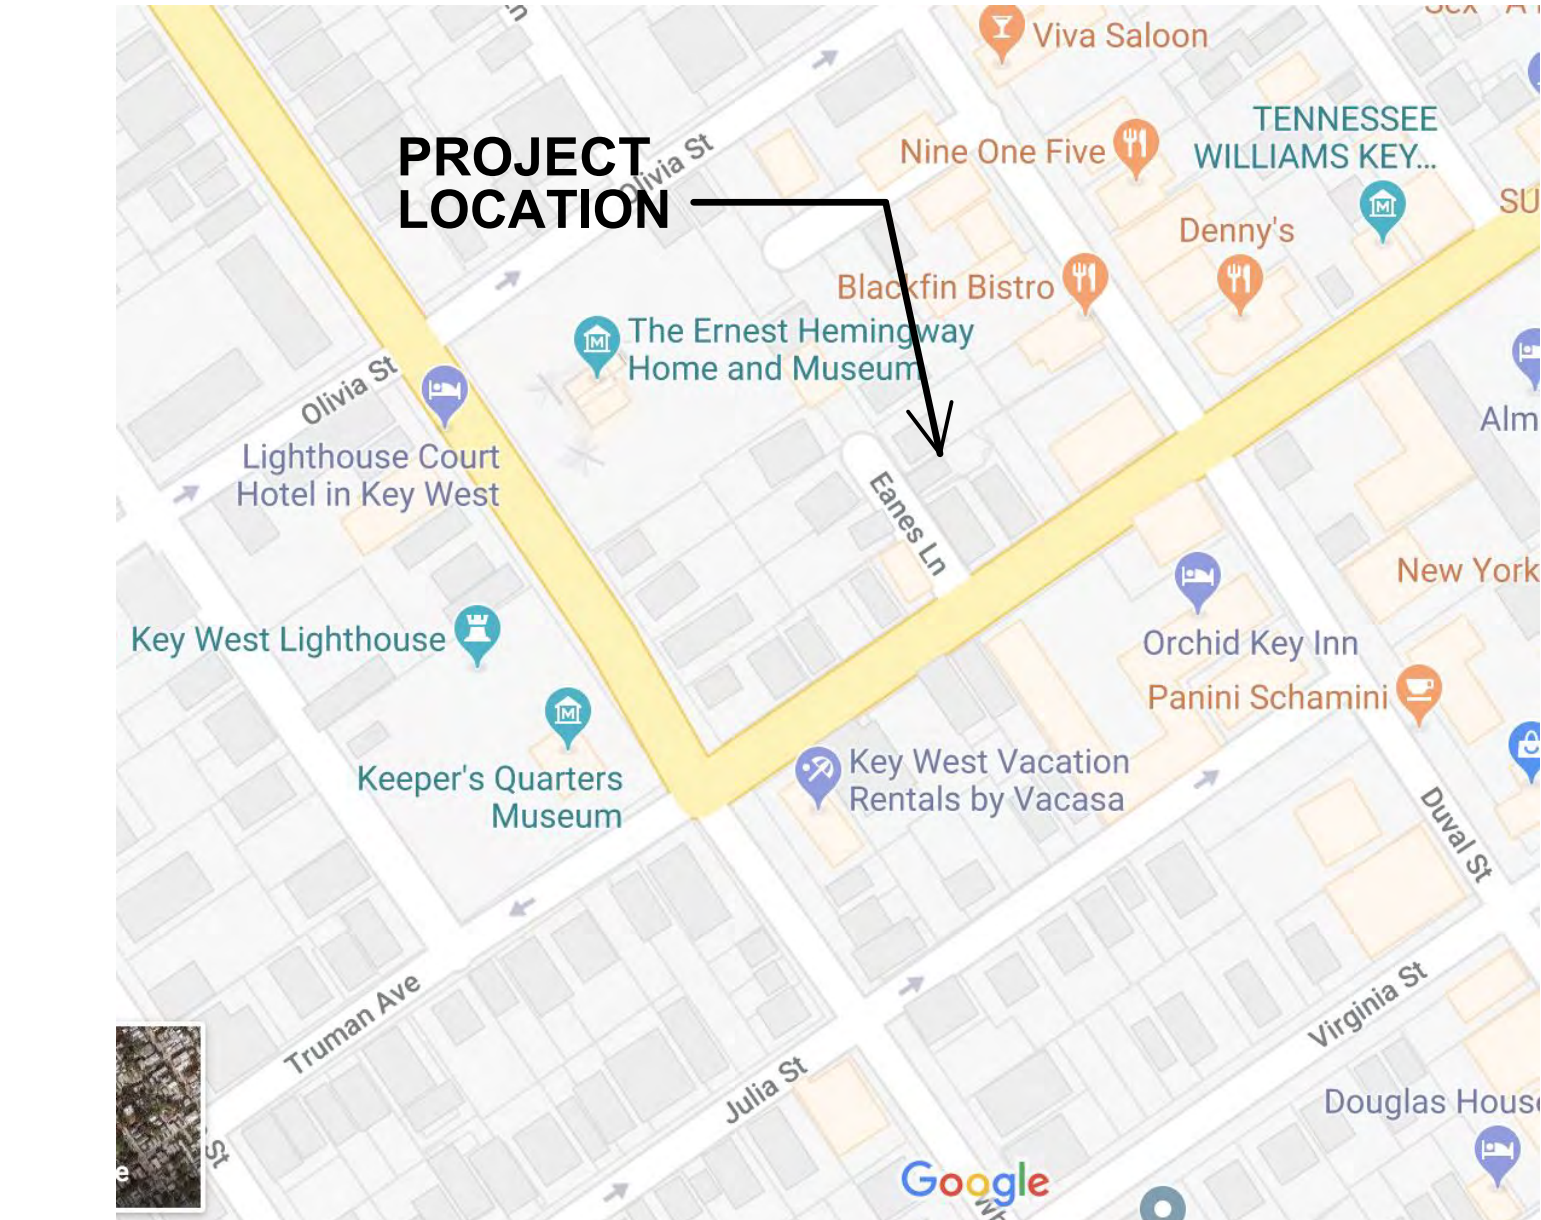 Viva Saloon
TENNESSEE
WILLIAMS KEY...
Nine One Five
PROJECT
LOCATION
Olivia St
SU
Denny's
Blackfin Bistro
The Ernest Hemingway
Home and Museum
Olivia St
Alm
Lighthouse Court
Hotel in Key West
Eanes Ln
New York
Key West Lighthouse
Orchid Key Inn
Panini Schamini
Keeper's Quarters
Museum
Key West Vacation
Rentals by Vacasa
Duval St
Truman Ave
Virginia St
Julia St
Douglas House
St
e
Google
Wh